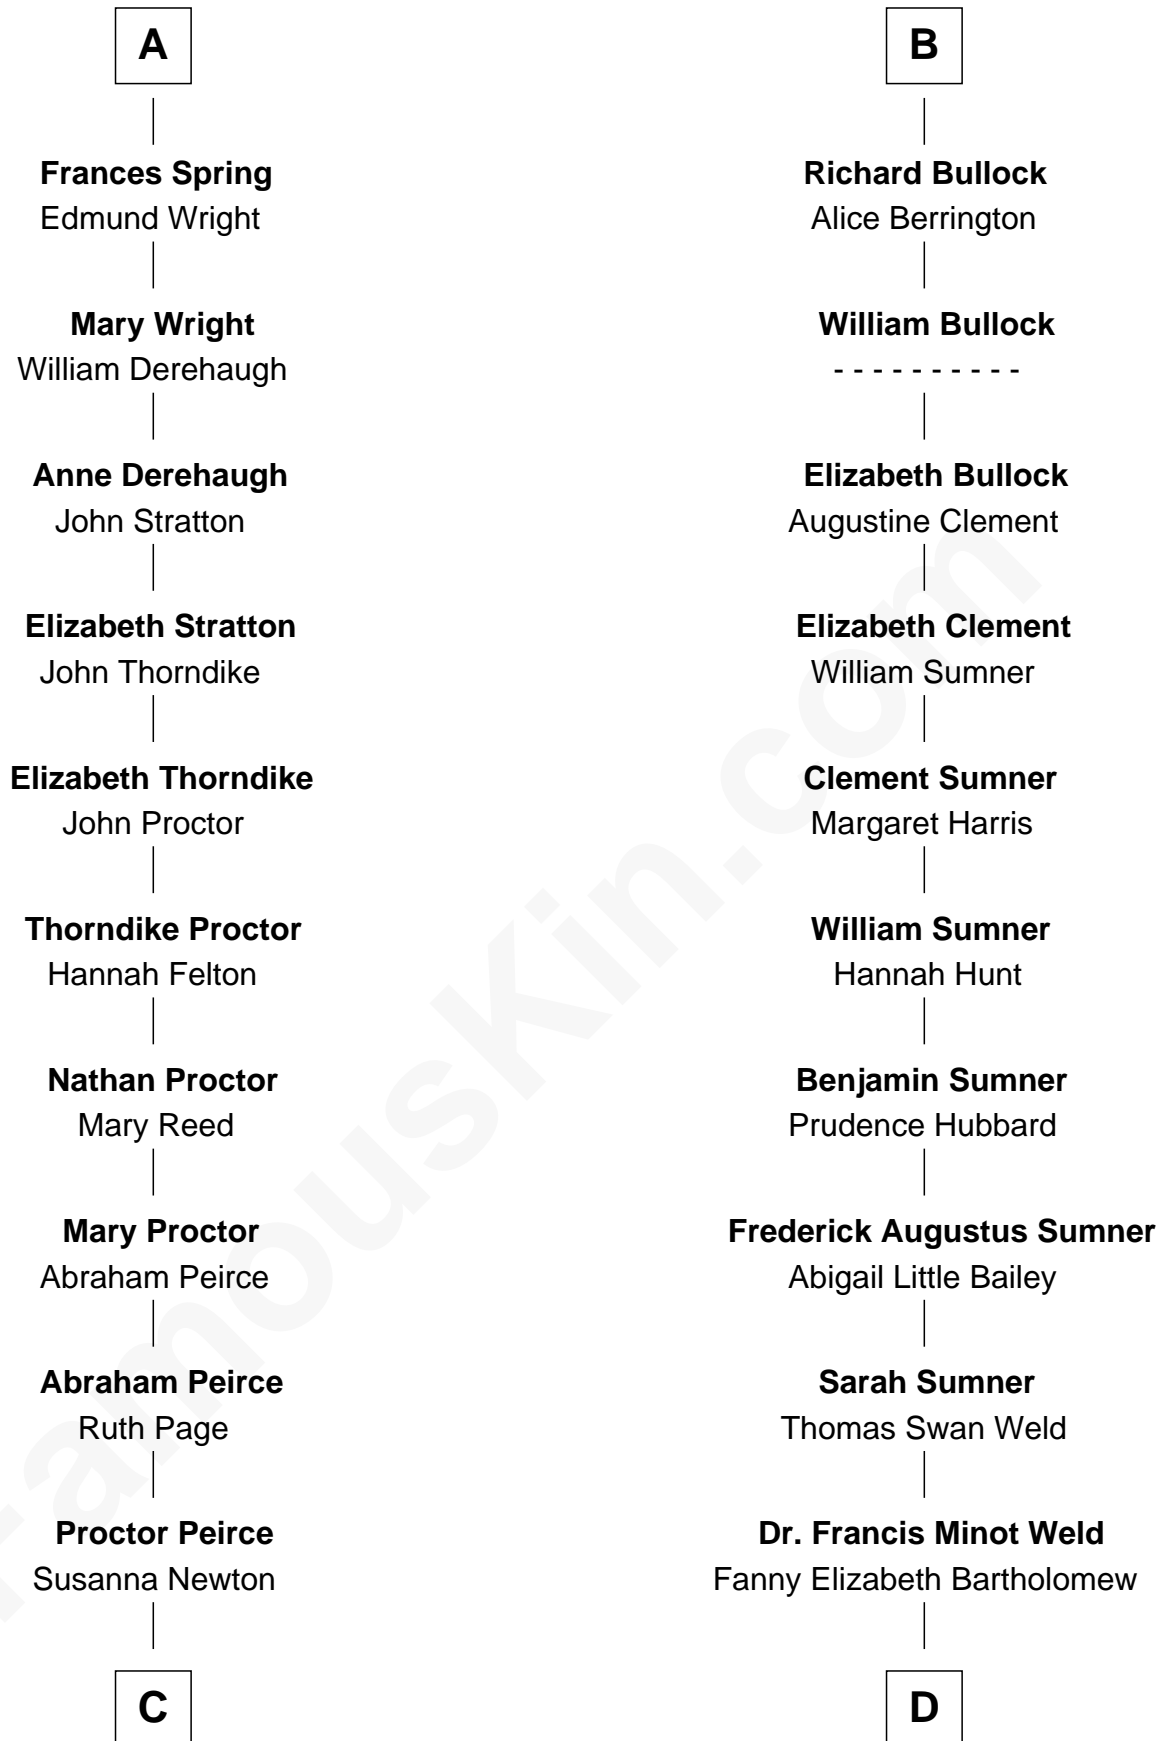 A
Frances Spring
Edmund Wright
Mary Wright
William Derehaugh
Anne Derehaugh
John Stratton
Elizabeth Stratton
John Thorndike
Elizabeth Thorndike
John Proctor
Thorndike Proctor
Hannah Felton
Nathan Proctor
Mary Reed
Mary Proctor
Abraham Peirce
Abraham Peirce
Ruth Page
Proctor Peirce
Susanna Newton
C
B
Richard Bullock
Alice Berrington
William Bullock
- - - - - - - - - -
Elizabeth Bullock
Augustine Clement
Elizabeth Clement
William Sumner
Clement Sumner
Margaret Harris
William Sumner
Hannah Hunt
Benjamin Sumner
Prudence Hubbard
Frederick Augustus Sumner
Abigail Little Bailey
Sarah Sumner
Thomas Swan Weld
Dr. Francis Minot Weld
Fanny Elizabeth Bartholomew
D
FamousKin.com